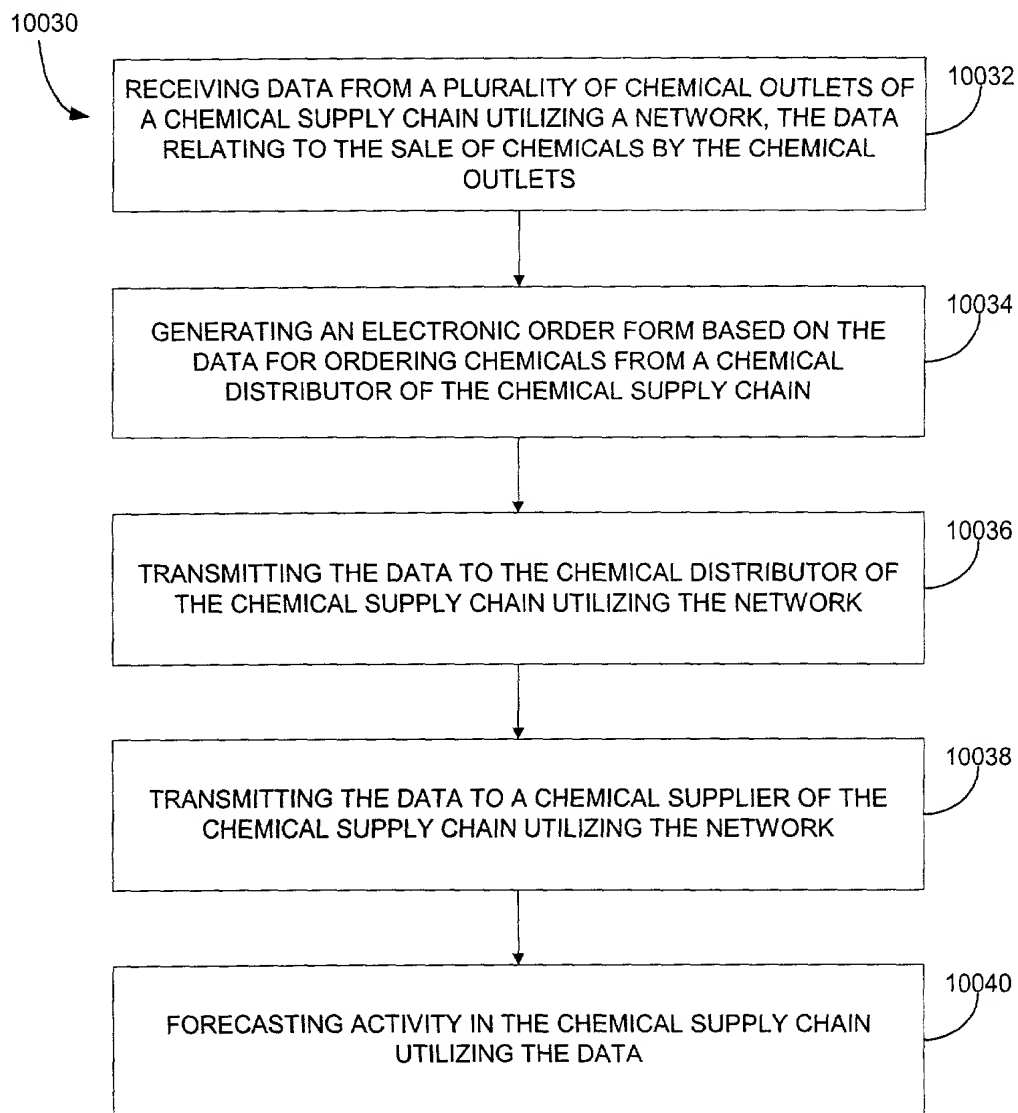 10030
10032
RECEIVING DATA FROM A PLURALITY OF CHEMICAL OUTLETS OF
A CHEMICAL SUPPLY CHAIN UTILIZING A NETWORK, THE DATA
RELATING TO THE SALE OF CHEMICALS BY THE CHEMICAL
OUTLETS
10034
GENERATING AN ELECTRONIC ORDER FORM BASED ON THE
DATA FOR ORDERING CHEMICALS FROM A CHEMICAL
DISTRIBUTOR OF THE CHEMICAL SUPPLY CHAIN
10036
TRANSMITTING THE DATA TO THE CHEMICAL DISTRIBUTOR OF
THE CHEMICAL SUPPLY CHAIN UTILIZING THE NETWORK
10038
TRANSMITTING THE DATA TO A CHEMICAL SUPPLIER OF THE
CHEMICAL SUPPLY CHAIN UTILIZING THE NETWORK
10040
FORECASTING ACTIVITY IN THE CHEMICAL SUPPLY CHAIN
UTILIZING THE DATA